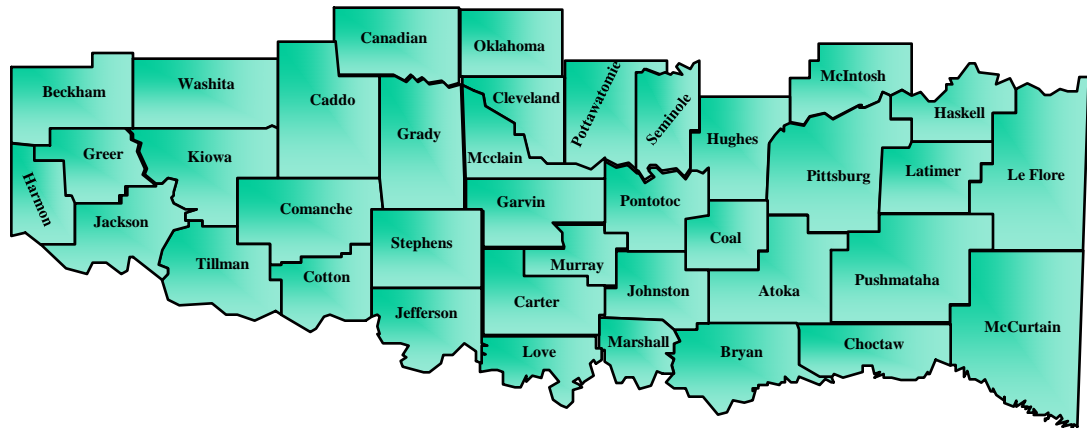 Canadian
Oklahoma
Beckham
Washita
Caddo
Cleveland
Pottawatomie
Seminole
McIntosh
Haskell
Grady
Hughes
Greer
Kiowa
Mcclain
Pittsburg
Latimer
Le Flore
Harmon
Jackson
Comanche
Garvin
Pontotoc
Stephens
Coal
Tillman
Cotton
Murray
Johnston
Atoka
Pushmataha
Jefferson
Carter
McCurtain
Love
Marshall
Bryan
Choctaw